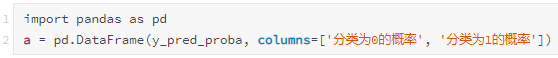 1 import pandas as pd
2 a = pd.DataFrame(y_pred_proba, columns=['分类为0的概率', '分类为1的概率'])